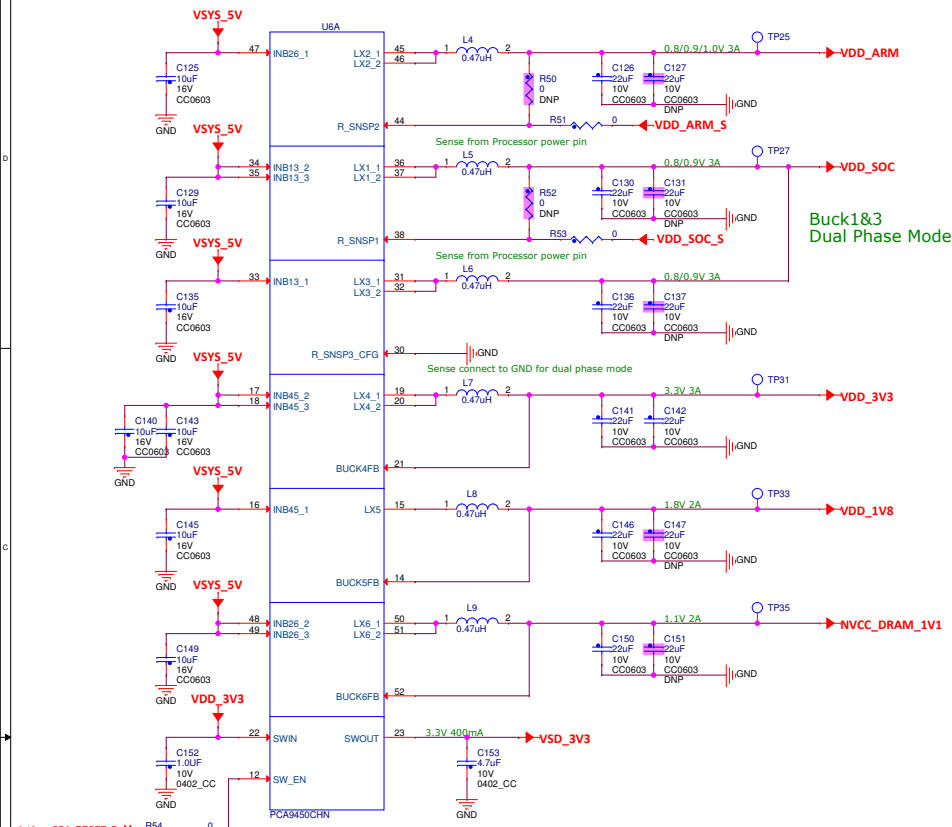 VSYS_5V
U6A
47 INB26_1
LX2_1 45
LX2_2 46
1 L4 2
0.47uH
0.8/0.9/1.0V 3A
TP25
VDD_ARM
C125
10uF
16V
CC0603
GND
R50
0
DNP
C126
22uF
10V
CC0603
C127
22uF
10V
CC0603
DNP
GND
R_SNSP2 44
R51 0
VDD_ARM_S
Sense from Processor power pin
VSYS_5V
34 INB13_2
35 INB13_3
LX1_1 36
LX1_2 37
1 L5 2
0.47uH
0.8/0.9V 3A
TP27
VDD_SOC
C129
10uF
16V
CC0603
GND
R52
0
DNP
C130
22uF
10V
CC0603
C131
22uF
10V
CC0603
DNP
GND
Buck1&3
Dual Phase Mode
R_SNSP1 38
R53 0
VDD_SOC_S
Sense from Processor power pin
VSYS_5V
33 INB13_1
LX3_1 31
LX3_2 32
1 L6 2
0.47uH
0.8/0.9V 3A
C135
10uF
16V
CC0603
GND
C136
22uF
10V
CC0603
C137
22uF
10V
CC0603
DNP
GND
R_SNSP3_CFG 30
GND
Sense connect to GND for dual phase mode
VSYS_5V
17 INB45_2
18 INB45_3
LX4_1 19
LX4_2 20
1 L7 2
0.47uH
3.3V 3A
TP31
VDD_3V3
C140
10uF
16V
CC0603
C143
10uF
16V
CC0603
GND
C141
22uF
10V
CC0603
C142
22uF
10V
CC0603
GND
BUCK4FB 21
VSYS_5V
16 INB45_1
LX5 15
1 L8 2
0.47uH
1.8V 2A
TP33
VDD_1V8
C145
10uF
16V
CC0603
GND
C146
22uF
10V
CC0603
C147
22uF
10V
CC0603
DNP
GND
BUCK5FB 14
VSYS_5V
48 INB26_2
49 INB26_3
LX6_1 50
LX6_2 51
1 L9 2
0.47uH
1.1V 2A
TP35
NVCC_DRAM_1V1
C149
10uF
16V
CC0603
GND
C150
22uF
10V
CC0603
C151
22uF
10V
CC0603
DNP
GND
BUCK6FB 52
VDD_3V3
22 SWIN
SWOUT 23
3.3V 400mA
VSD_3V3
C152
1.0UF
10V
0402_CC
GND
C153
4.7uF
10V
0402_CC
GND
12 SW_EN
PCA9450CHN
R54 0
D
C